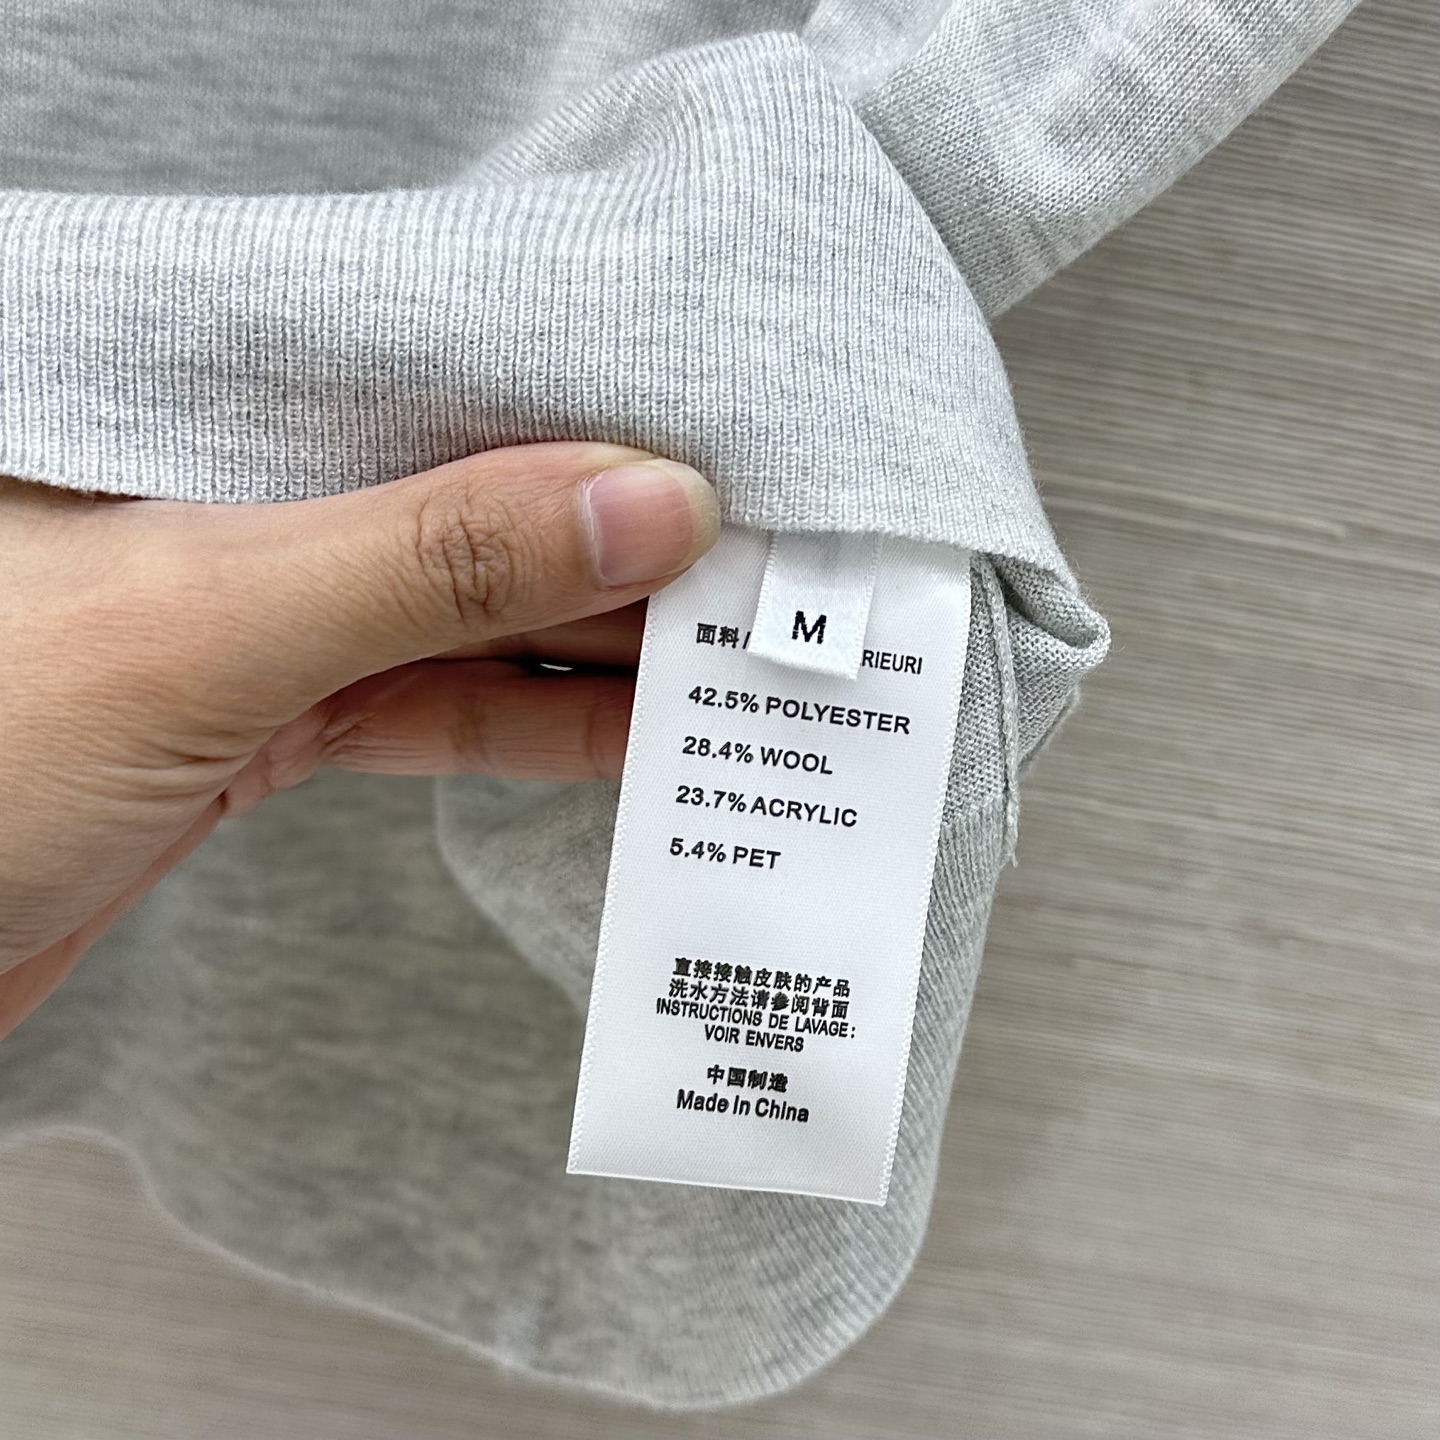 M
面料/ RIEURI
42.5% POLYESTER
28.4% WOOL
23.7% ACRYLIC
5.4% PET
直接接触皮肤的产品
洗水方法请参阅背面
INSTRUCTIONS DE LAVAGE:
VOIR ENVERS
中国制造
Made In China